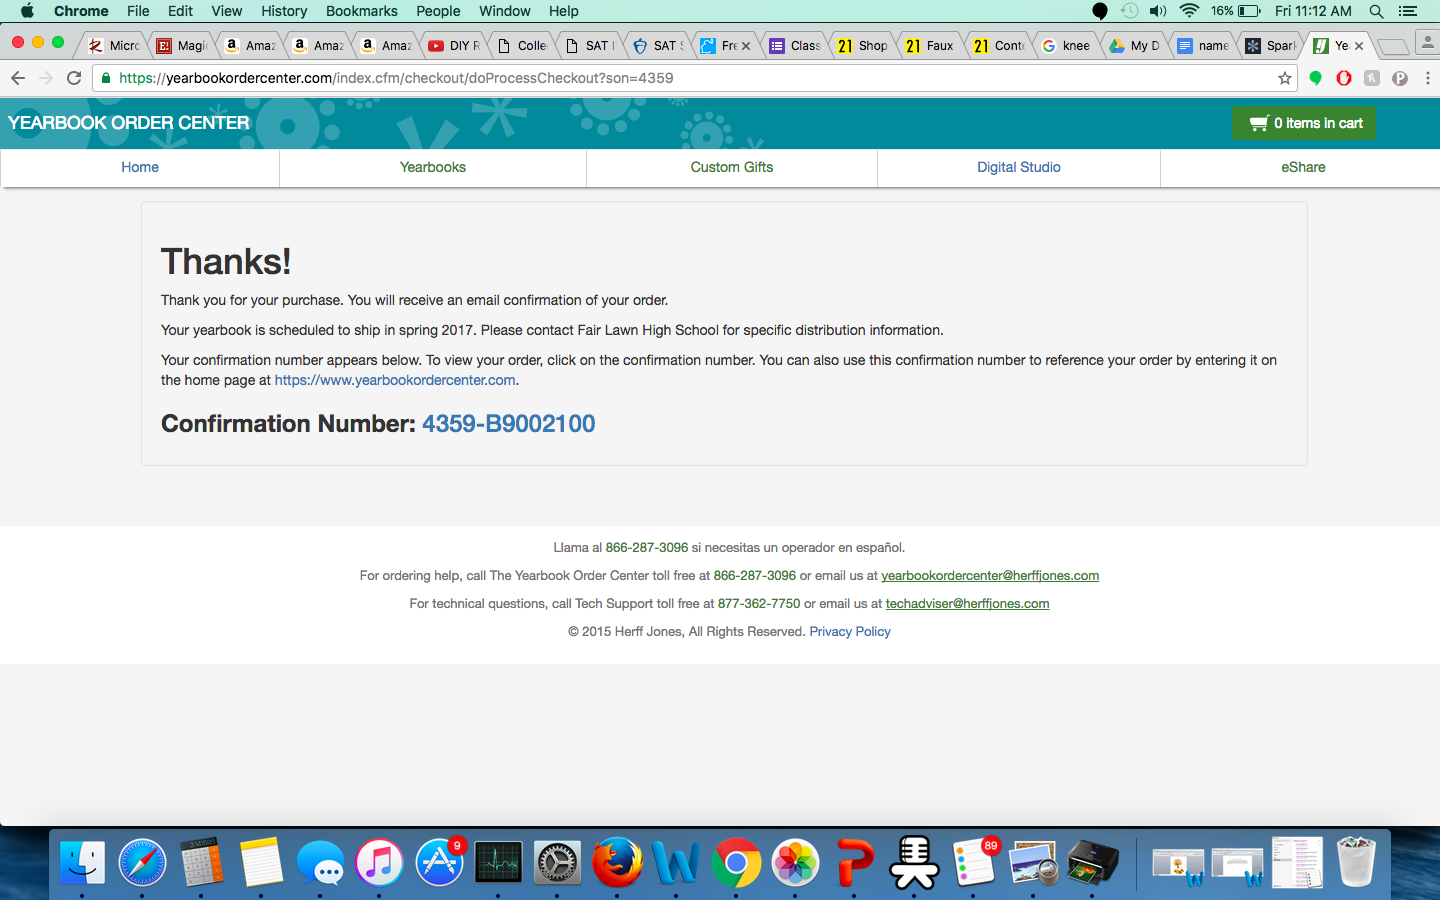 Chrome File Edit View History Bookmarks People Window Help 16% Fri 11:12 AM
Micro Magic Amaz Amaz Amaz DIY R Colle SAT SAT S Fre Class 21 Shop 21 Faux 21 Conte knee My D name Spark Ye
https://yearbookordercenter.com/index.cfm/checkout/doProcessCheckout?son=4359
YEARBOOK ORDER CENTER
0 items in cart
Home Yearbooks Custom Gifts Digital Studio eShare
Thanks!
Thank you for your purchase. You will receive an email confirmation of your order.
Your yearbook is scheduled to ship in spring 2017. Please contact Fair Lawn High School for specific distribution information.
Your confirmation number appears below. To view your order, click on the confirmation number. You can also use this confirmation number to reference your order by entering it on
the home page at https://www.yearbookordercenter.com.
Confirmation Number: 4359-B9002100
Llama al 866-287-3096 si necesitas un operador en español.
For ordering help, call The Yearbook Order Center toll free at 866-287-3096 or email us at yearbookordercenter@herffjones.com
For technical questions, call Tech Support toll free at 877-362-7750 or email us at techadviser@herffjones.com
© 2015 Herff Jones, All Rights Reserved. Privacy Policy
9 89